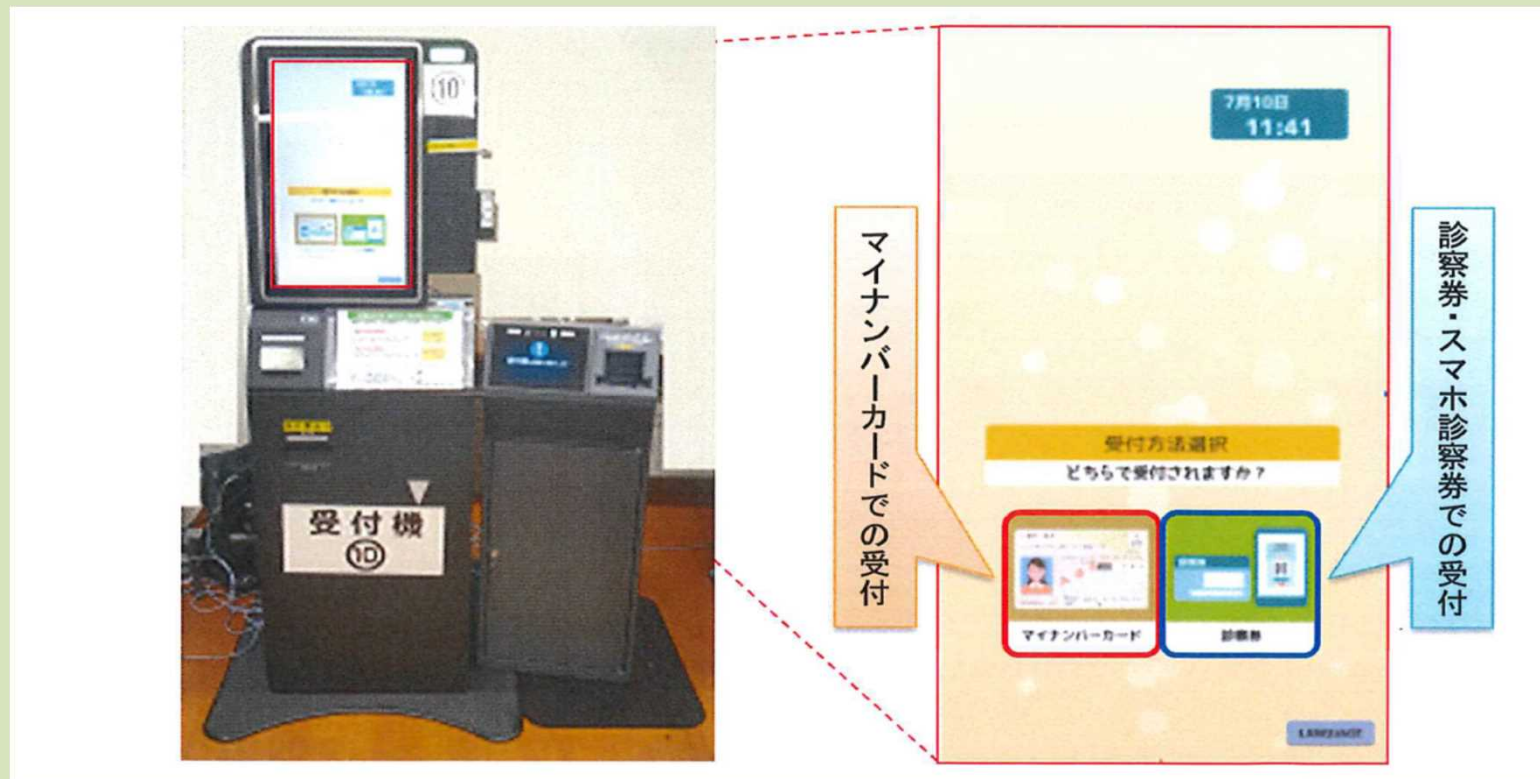 ⑩
受付機
⑩
マイナンバーカードでの受付
7月10日
11:41
受付方法選択
どちらで受付されますか？
マイナンバーカード
診察券
LANGUAGE
診察券・スマホ診察券での受付